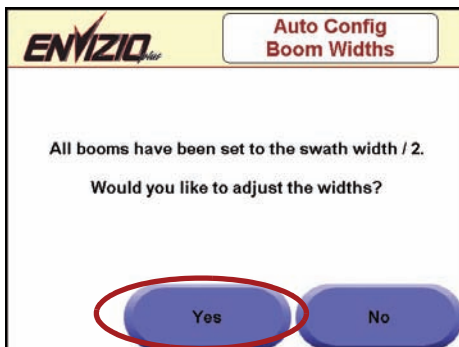 ENVIZIO plus
Auto Config
Boom Widths
All booms have been set to the swath width / 2.
Would you like to adjust the widths?
Yes
No